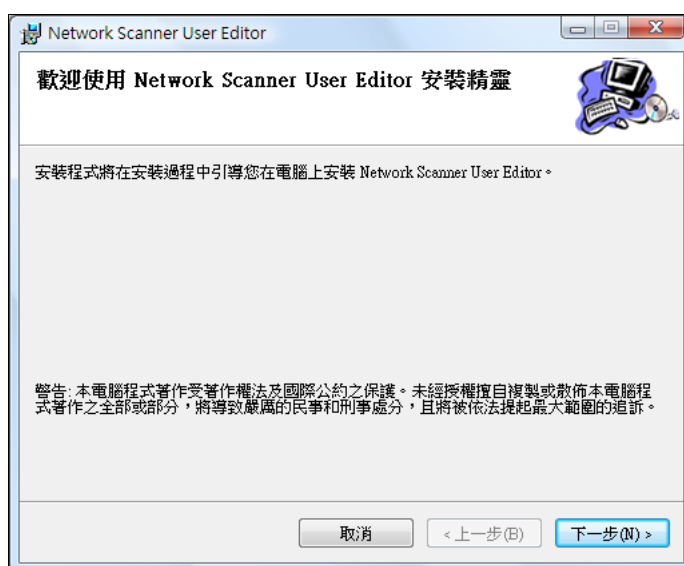 Network Scanner User Editor
歡迎使用 Network Scanner User Editor 安裝精靈
安裝程式將在安裝過程中引導您在電腦上安裝 Network Scanner User Editor。
警告: 本電腦程式著作受著作權法及國際公約之保護。未經授權擅自複製或散佈本電腦程
式著作之全部或部分，將導致嚴厲的民事和刑事處分，且將被依法提起最大範圍的追訴。
取消
<上一步(B)
下一步(N) >